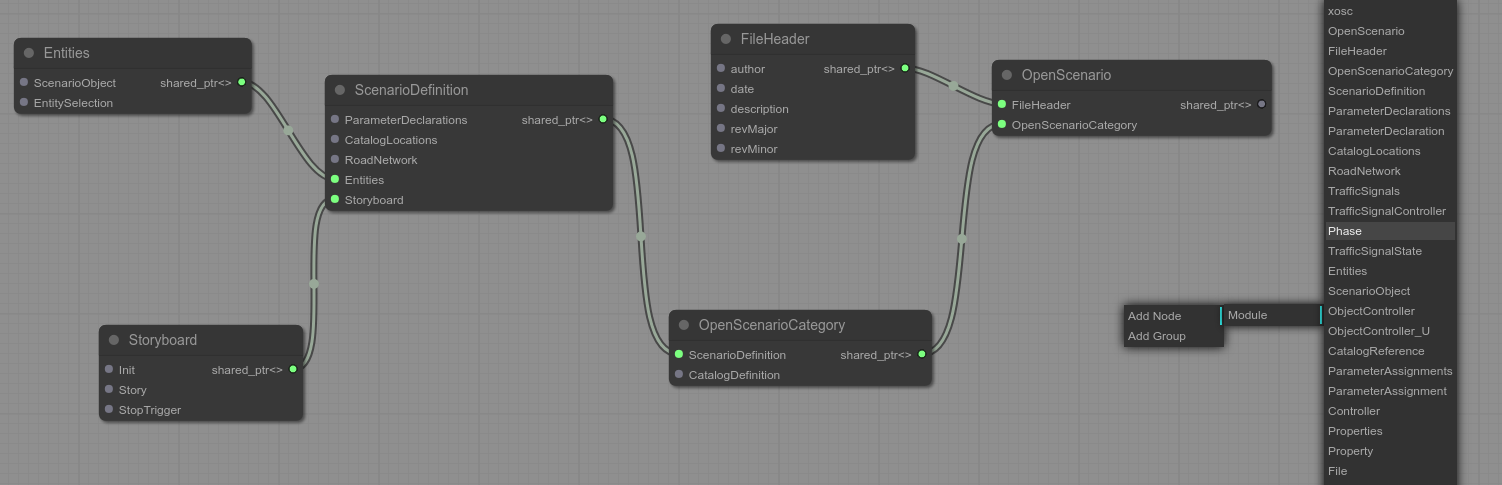 Entities
ScenarioObject shared_ptr<>
EntitySelection
ScenarioDefinition
ParameterDeclarations shared_ptr<>
CatalogLocations
RoadNetwork
Entities
Storyboard
Storyboard
Init shared_ptr<>
Story
StopTrigger
FileHeader
author shared_ptr<>
date
description
revMajor
revMinor
OpenScenarioCategory
ScenarioDefinition shared_ptr<>
CatalogDefinition
OpenScenario
FileHeader shared_ptr<>
OpenScenarioCategory
Add Node
Add Group
Module
xosc
OpenScenario
FileHeader
OpenScenarioCategory
ScenarioDefinition
ParameterDeclarations
ParameterDeclaration
CatalogLocations
RoadNetwork
TrafficSignals
TrafficSignalController
Phase
TrafficSignalState
Entities
ScenarioObject
ObjectController
ObjectController_U
CatalogReference
ParameterAssignments
ParameterAssignment
Controller
Properties
Property
File